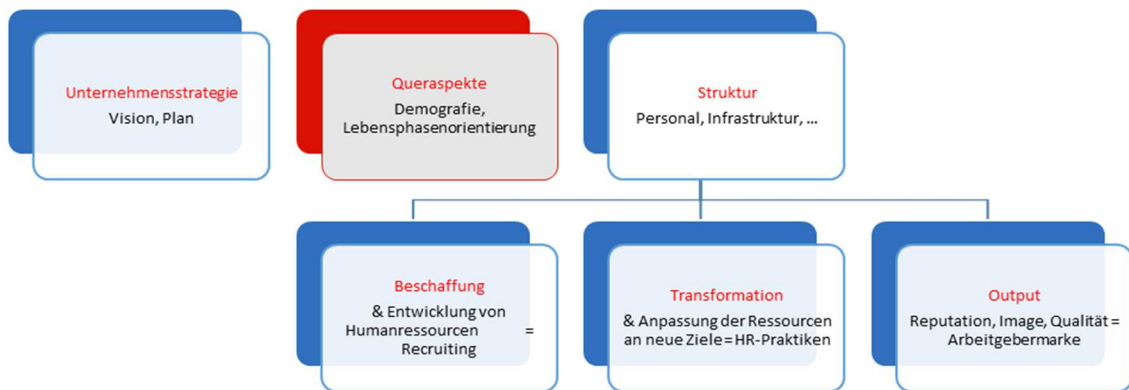 Unternehmensstrategie
Vision, Plan
Queraspekte
Demografie,
Lebensphasenorientierung
Struktur
Personal, Infrastruktur, ...
Beschaffung
& Entwicklung von
Humanressourcen =
Recruiting
Transformation
& Anpassung der Ressourcen
an neue Ziele = HR-Praktiken
Output
Reputation, Image, Qualität =
Arbeitgebermarke